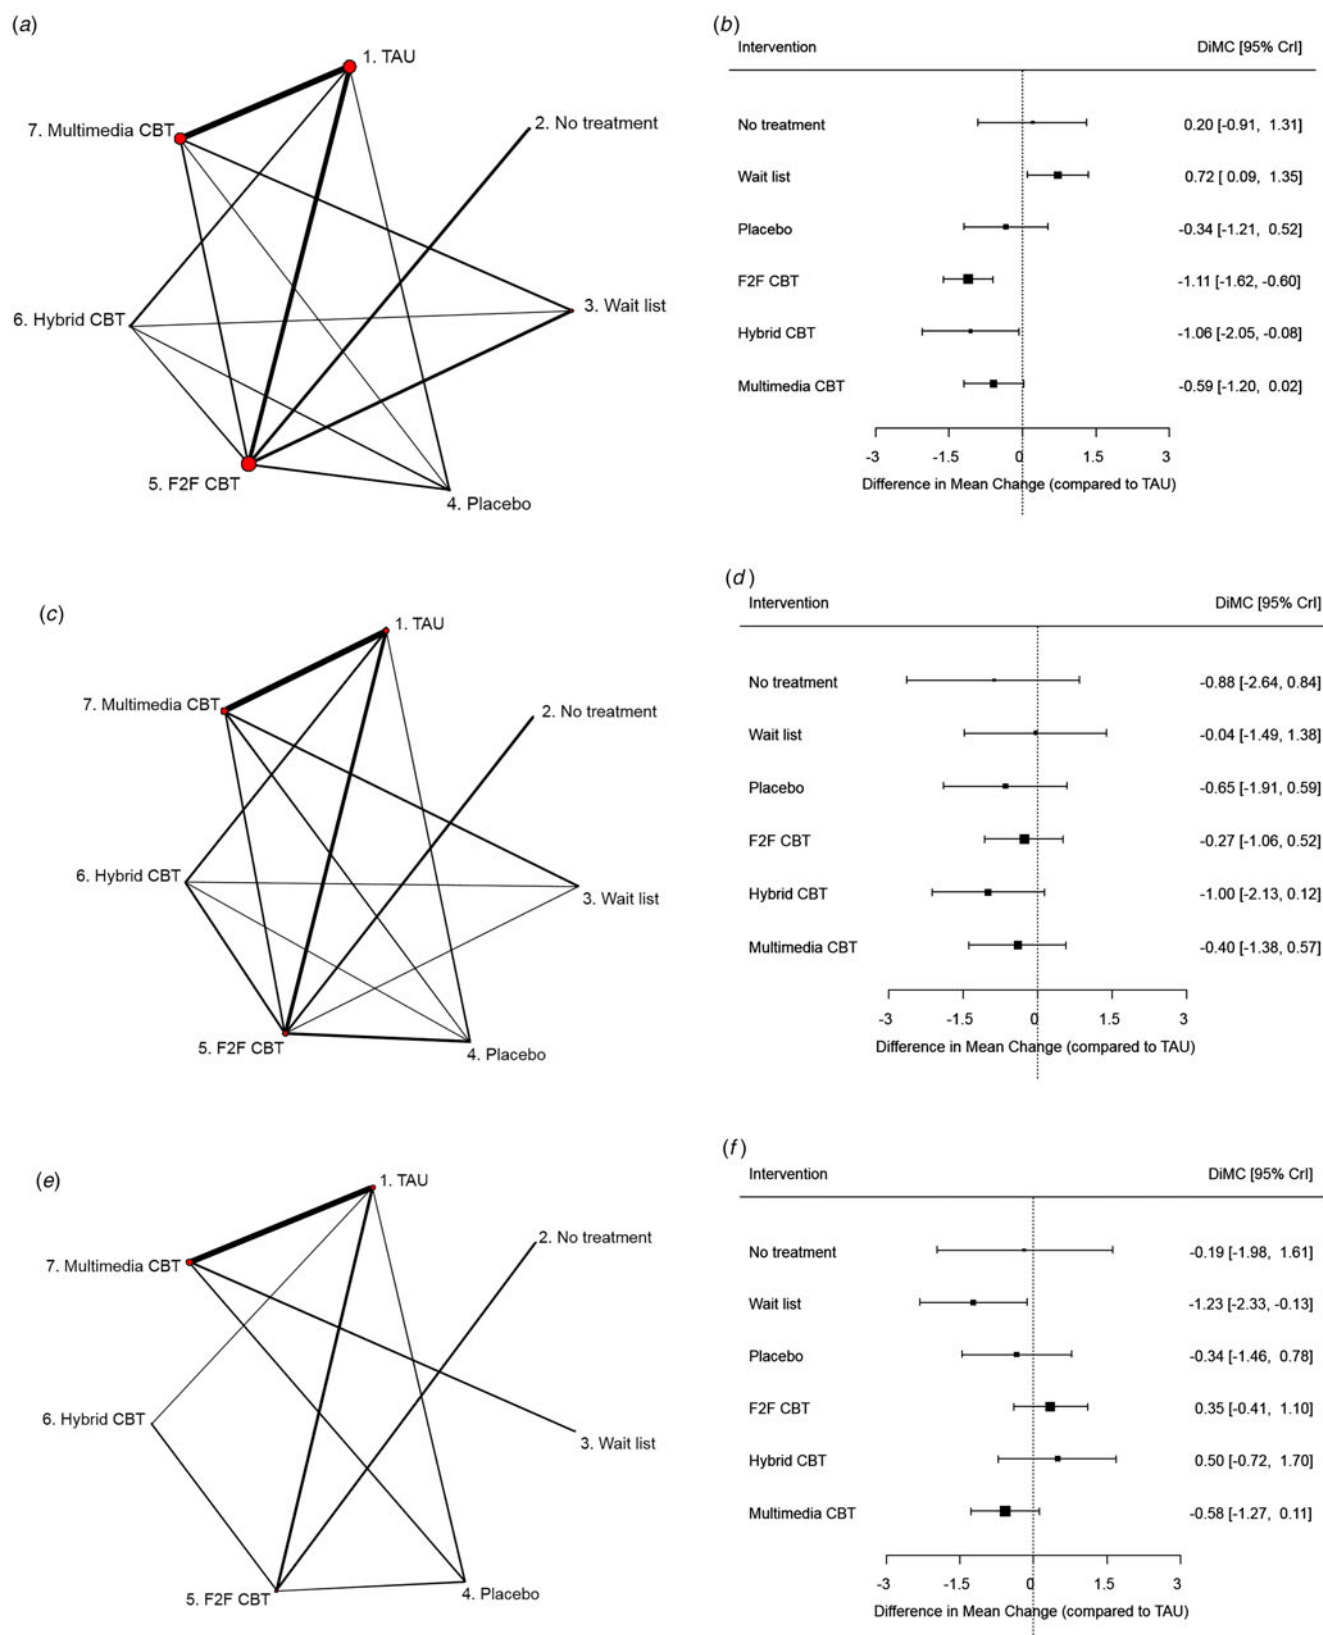 (a)
1. TAU
2. No treatment
7. Multimedia CBT
3. Wait list
6. Hybrid CBT
5. F2F CBT
4. Placebo
(b)
Intervention DiMC [95% CrI]
No treatment 0.20 [-0.91, 1.31]
Wait list 0.72 [ 0.09, 1.35]
Placebo -0.34 [-1.21, 0.52]
F2F CBT -1.11 [-1.62, -0.60]
Hybrid CBT -1.06 [-2.05, -0.08]
Multimedia CBT -0.59 [-1.20, 0.02]
-3 -1.5 0 1.5 3
Difference in Mean Change (compared to TAU)
(c)
1. TAU
7. Multimedia CBT
2. No treatment
6. Hybrid CBT
3. Wait list
5. F2F CBT
4. Placebo
(d)
Intervention DiMC [95% CrI]
No treatment -0.88 [-2.64, 0.84]
Wait list -0.04 [-1.49, 1.38]
Placebo -0.65 [-1.91, 0.59]
F2F CBT -0.27 [-1.06, 0.52]
Hybrid CBT -1.00 [-2.13, 0.12]
Multimedia CBT -0.40 [-1.38, 0.57]
-3 -1.5 0 1.5 3
Difference in Mean Change (compared to TAU)
(e)
1. TAU
2. No treatment
7. Multimedia CBT
6. Hybrid CBT
3. Wait list
5. F2F CBT
4. Placebo
(f)
Intervention DiMC [95% CrI]
No treatment -0.19 [-1.98, 1.61]
Wait list -1.23 [-2.33, -0.13]
Placebo -0.34 [-1.46, 0.78]
F2F CBT 0.35 [-0.41, 1.10]
Hybrid CBT 0.50 [-0.72, 1.70]
Multimedia CBT -0.58 [-1.27, 0.11]
-3 -1.5 0 1.5 3
Difference in Mean Change (compared to TAU)